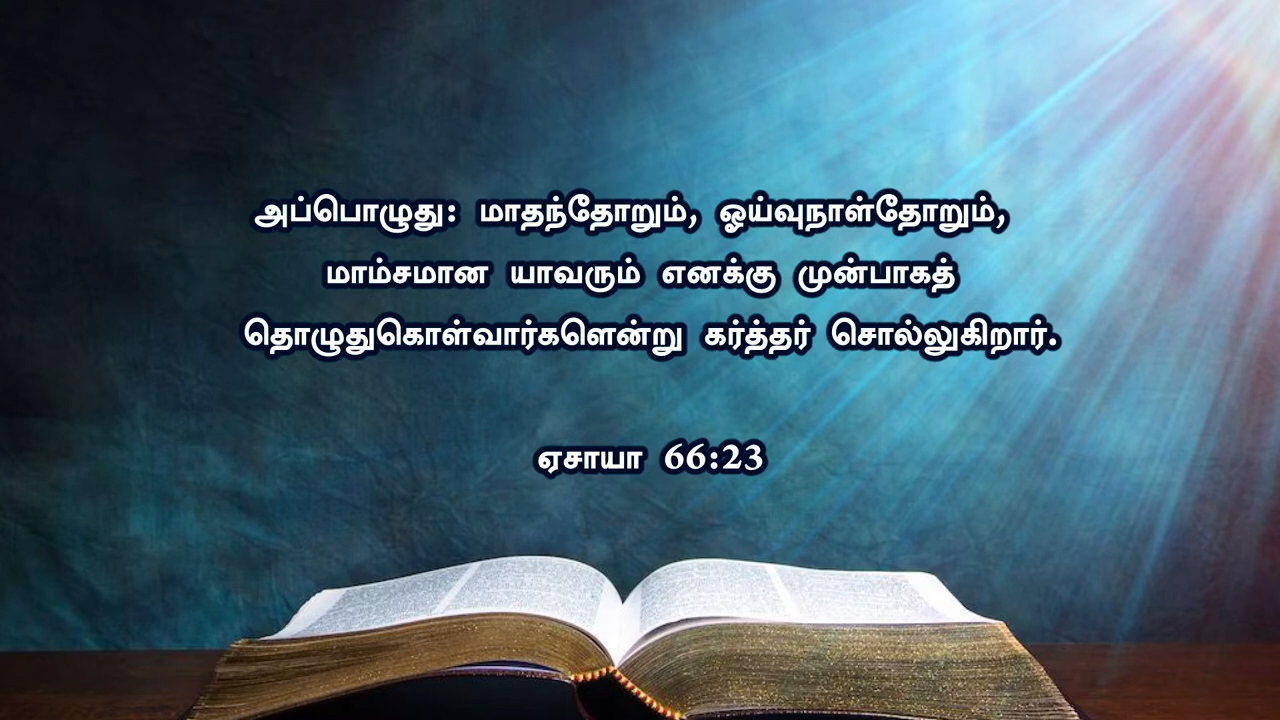 அப்பொழுது: மாதந்தோறும், ஓய்வுநாள்தோறும்,
மாம்சமான யாவரும் எனக்கு முன்பாகத்
தொழுதுகொள்வார்களென்று கர்த்தர் சொல்லுகிறார்.
ஏசாயா 66:23